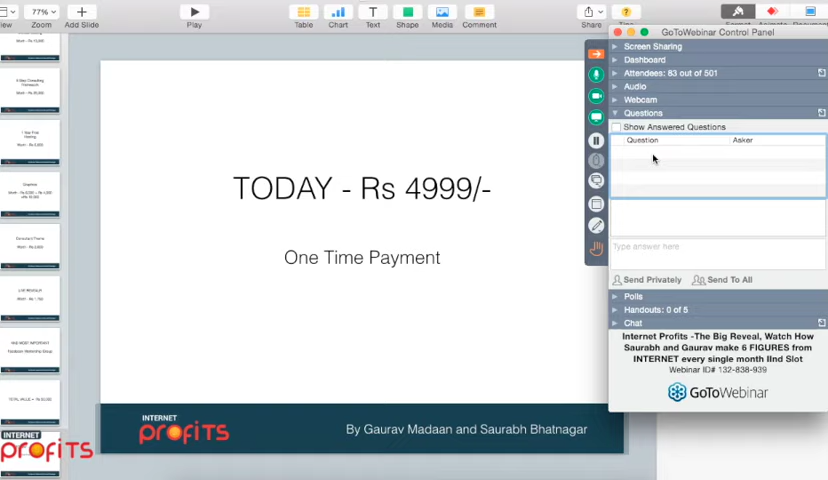 77%
Zoom
Add Slide
Play
Table
Chart
Text
Shape
Media
Comment
Share
Tips
Format
Animate
GoToWebinar Control Panel
Screen Sharing
Dashboard
Attendees: 83 out of 501
Audio
Webcam
Questions
Show Answered Questions
Question Asker
TODAY - Rs 4999/-
One Time Payment
Type answer here
Send Privately Send To All
Polls
Handouts: 0 of 5
Chat
Internet Profits -The Big Reveal, Watch How
Saurabh and Gaurav make 6 FIGURES from
INTERNET every single month IInd Slot
Webinar ID# 132-838-939
GoToWebinar
INTERNET
profits
By Gaurav Madaan and Saurabh Bhatnagar
INTERNET
profits